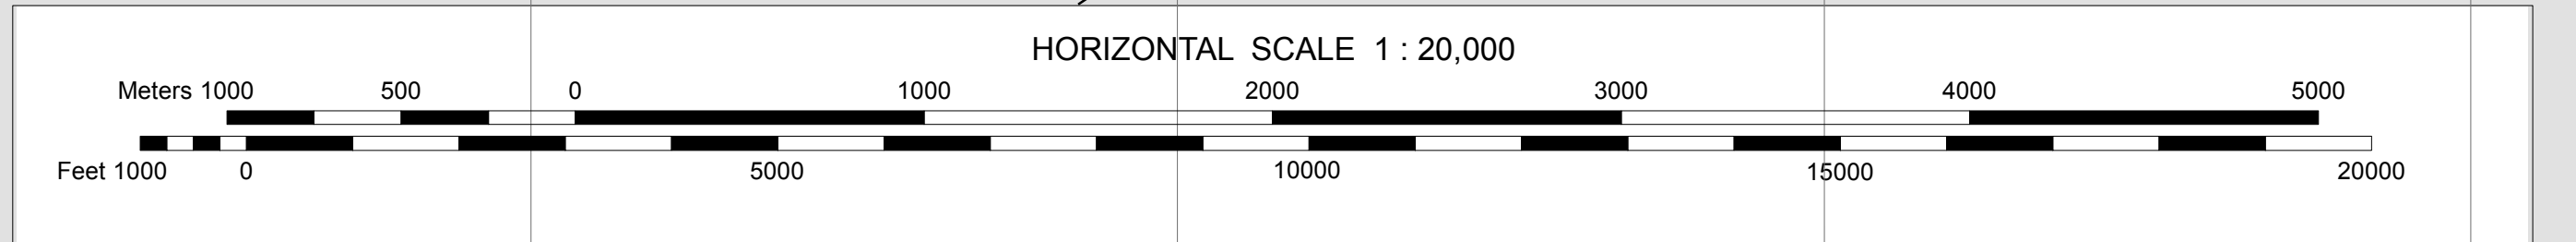 HORIZONTAL SCALE 1 : 20,000
Meters 1000 500 0 1000 2000 3000 4000 5000
Feet 1000 0 5000 10000 15000 20000